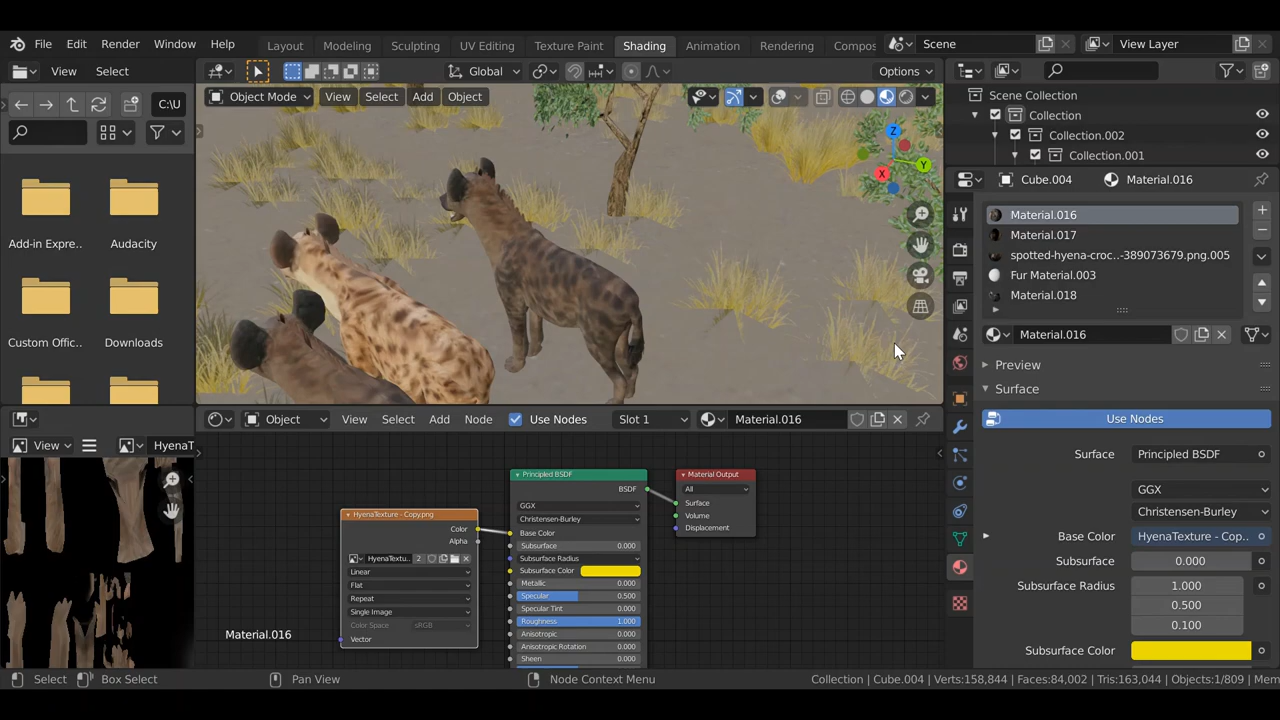 File Edit Render Window Help Layout Modeling Sculpting UV Editing Texture Paint Shading Animation Rendering Compos Scene View Layer
View Select Global Options
C:\U Object Mode View Select Add Object
Scene Collection
Collection
Collection.002
Collection.001
Z
Y
X
Cube.004 Material.016
Material.016
Material.017
spotted-hyena-croc..-389073679.png.005
Fur Material.003
Material.018
Add-in Expre.. Audacity
Custom Offic.. Downloads
Material.016
Preview
Surface
Use Nodes
Surface Principled BSDF
GGX
Christensen-Burley
Base Color HyenaTexture - Cop..
Subsurface 0.000
Subsurface Radius 1.000
0.500
0.100
Subsurface Color
Object View Select Add Node Use Nodes Slot 1 Material.016
View HyenaT
HyenaTexture - Copy.png
Color
Alpha
HyenaTextu.. 2
Linear
Flat
Repeat
Single Image
Color Space sRGB
Vector
Principled BSDF
BSDF
GGX
Christensen-Burley
Base Color
Subsurface 0.000
Subsurface Radius
Subsurface Color
Metallic 0.000
Specular 0.500
Specular Tint 0.000
Roughness 1.000
Anisotropic 0.000
Anisotropic Rotation 0.000
Sheen 0.000
Material Output
All
Surface
Volume
Displacement
Material.016
Select Box Select Pan View Node Context Menu Collection | Cube.004 | Verts:158,844 | Faces:84,002 | Tris:163,044 | Objects:1/809 | Mem